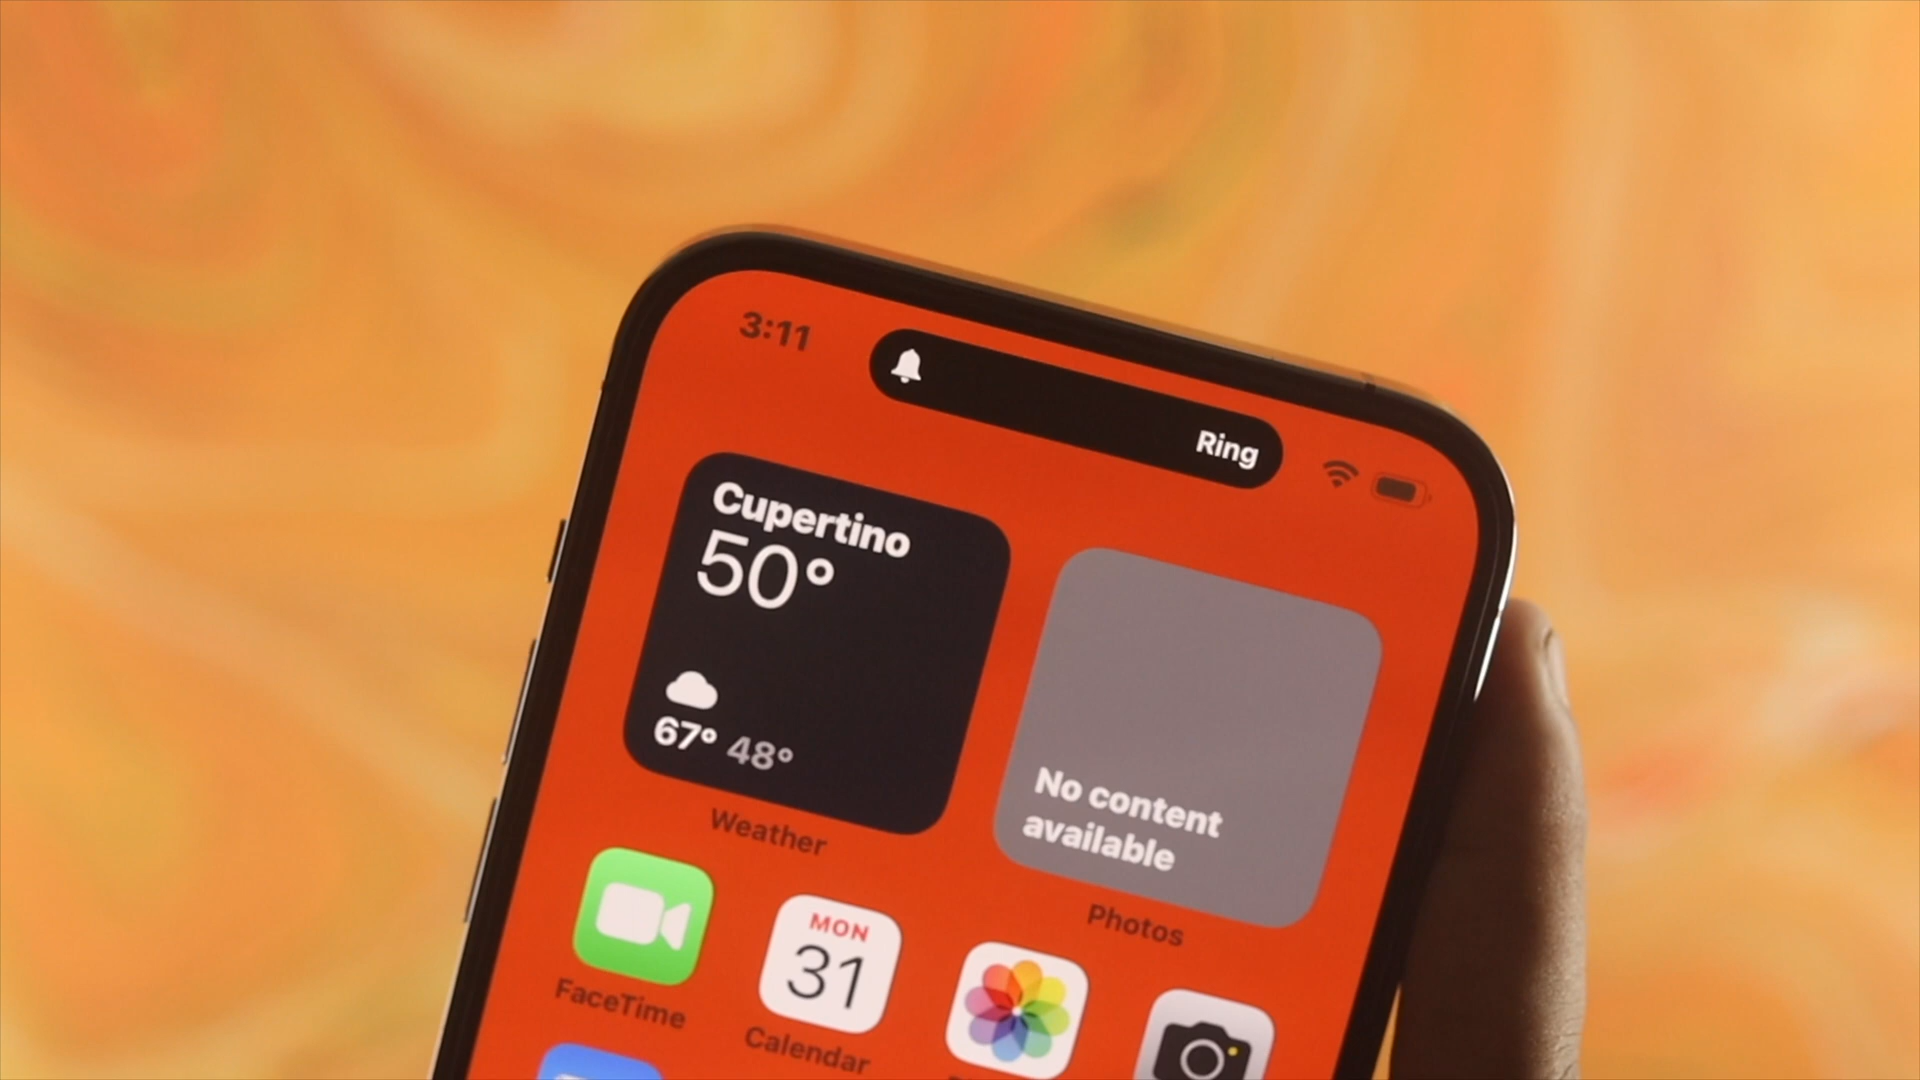 3:11
Ring
Cupertino
50°
67° 48°
Weather
No content
available
Photos
FaceTime
MON
31
Calendar